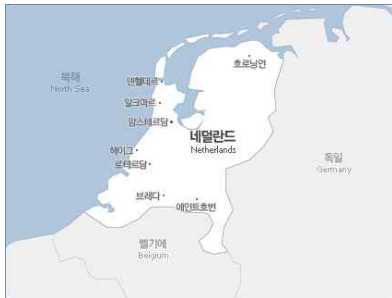 북해
North Sea
덴헬데르
흐로닝언
알크마르
암스테르담
네덜란드
Netherlands
헤이그
로테르담
독일
Germany
브레다
에인트호번
벨기에
Belgium